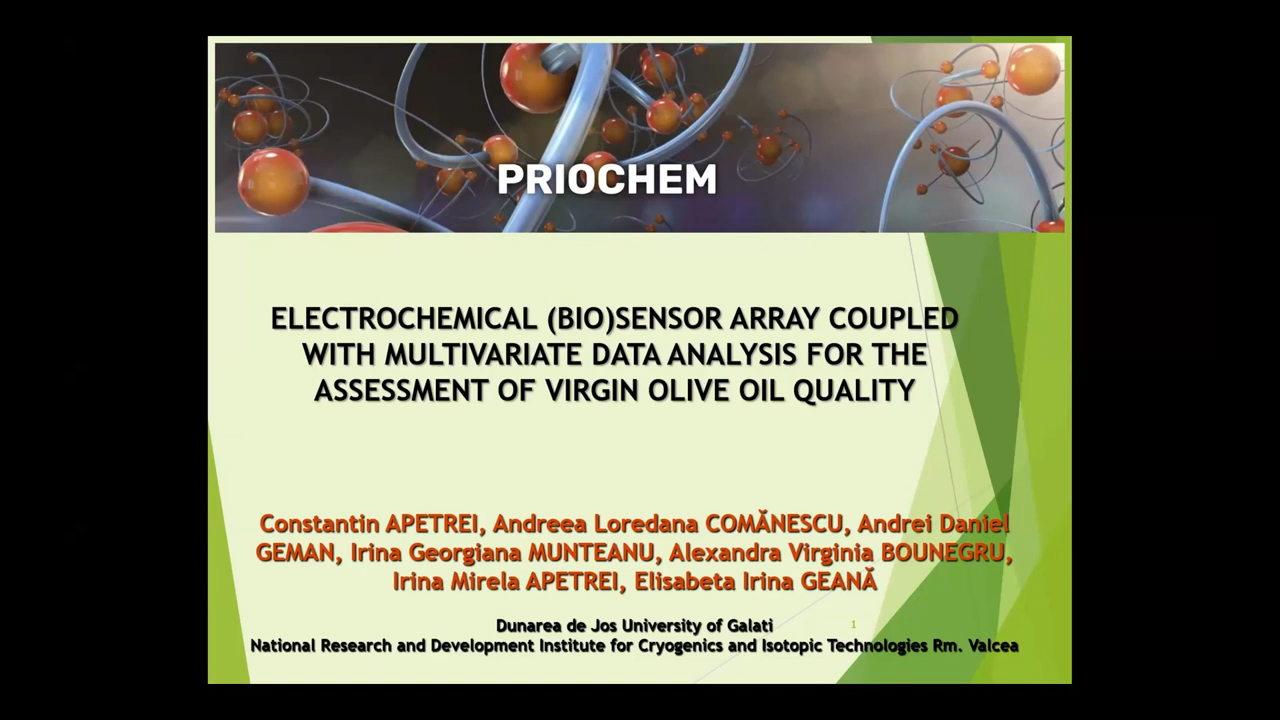 PRIOCHEM
ELECTROCHEMICAL (BIO)SENSOR ARRAY COUPLED
WITH MULTIVARIATE DATA ANALYSIS FOR THE
ASSESSMENT OF VIRGIN OLIVE OIL QUALITY
Constantin APETREI, Andreea Loredana COMĂNESCU, Andrei Daniel
GEMAN, Irina Georgiana MUNTEANU, Alexandra Virginia BOUNEGRU,
Irina Mirela APETREI, Elisabeta Irina GEANĂ
Dunarea de Jos University of Galati
1
National Research and Development Institute for Cryogenics and Isotopic Technologies Rm. Valcea